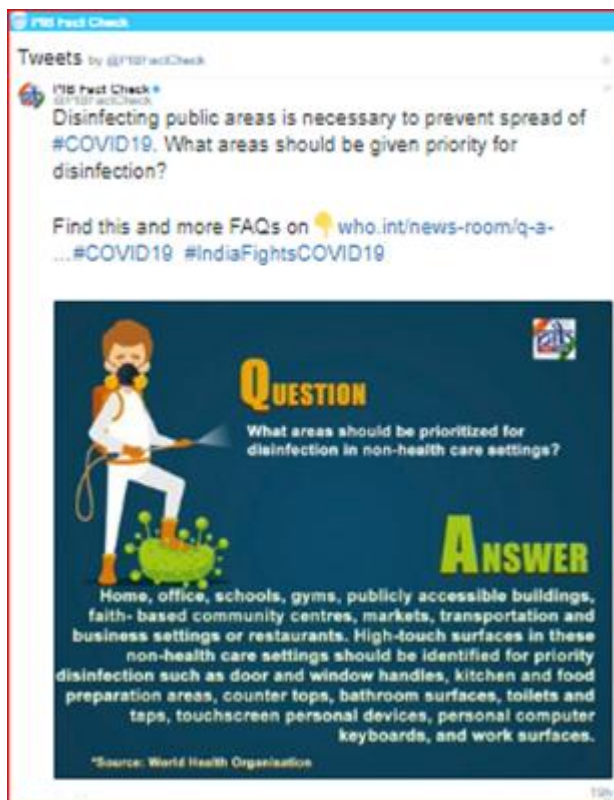 PIB Fact Check
Tweets by @PIBFactCheck
PIB Fact Check
@PIBFactCheck
Disinfecting public areas is necessary to prevent spread of
#COVID19. What areas should be given priority for
disinfection?
Find this and more FAQs on 👇 who.int/news-room/q-a-
…#COVID19 #IndiaFightsCOVID19
QUESTION
What areas should be prioritized for
disinfection in non-health care settings?
ANSWER
Home, office, schools, gyms, publicly accessible buildings,
faith- based community centres, markets, transportation and
business settings or restaurants. High-touch surfaces in these
non-health care settings should be identified for priority
disinfection such as door and window handles, kitchen and food
preparation areas, counter tops, bathroom surfaces, toilets and
taps, touchscreen personal devices, personal computer
keyboards, and work surfaces.
*Source: World Health Organisation
19h